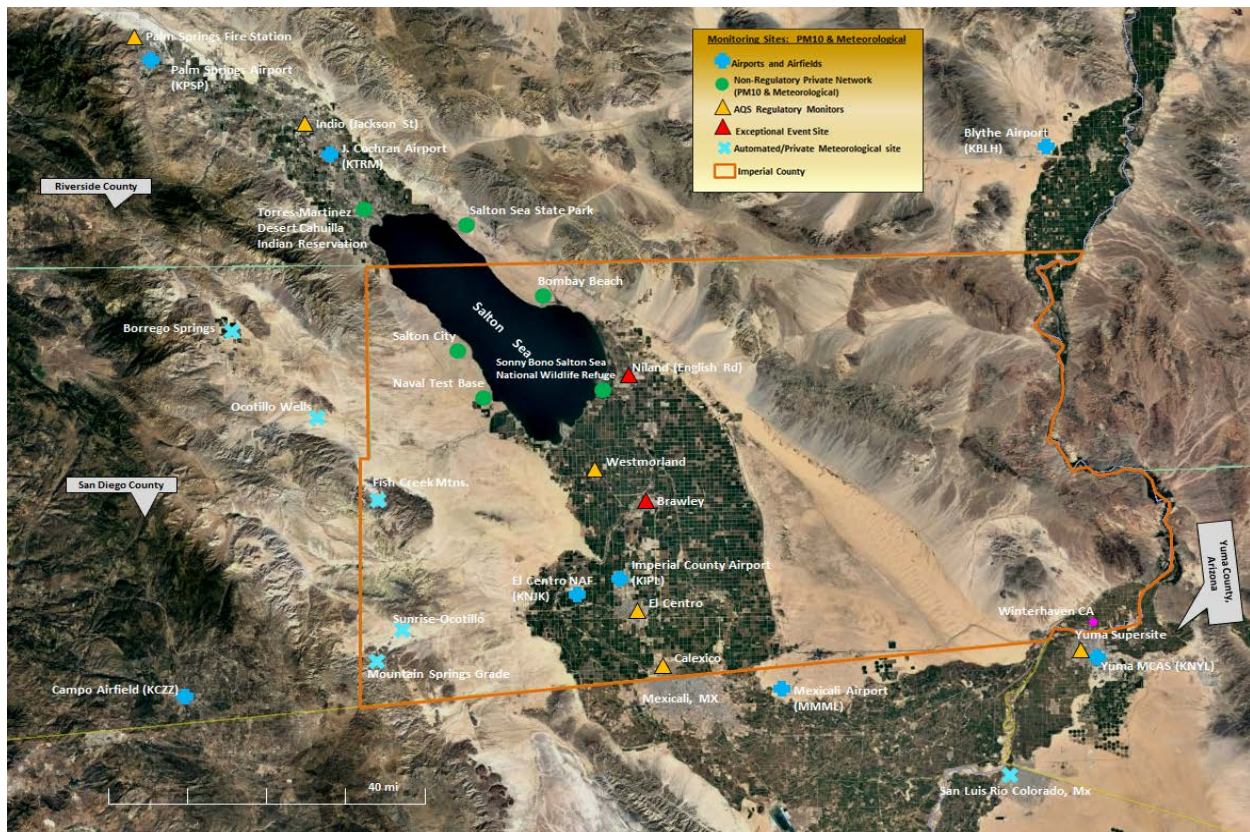 Palm Springs Fire Station
Palm Springs Airport
(KPSP)
Monitoring Sites: PM10 & Meteorological
Airports and Airfields
Non-Regulatory Private Network
(PM10 & Meteorological)
AQS Regulatory Monitors
Exceptional Event Site
Automated/Private Meteorological site
Imperial County
Indio (Jackson St)
J. Cochran Airport
(KTRM)
Blythe Airport
(KBLH)
Riverside County
Torres-Martinez
Desert Cahuilla
Indian Reservation
Salton Sea State Park
Bombay Beach
Salton
Sea
Borrego Springs
Salton City
Sonny Bono Salton Sea
National Wildlife Refuge
Niland (English Rd)
Naval Test Base
Ocotillo Wells
Westmorland
San Diego County
Fish Creek Mtns.
Brawley
Imperial County Airport
(KIPL)
El Centro NAF
(KNJK)
El Centro
Yuma County,
Arizona
Sunrise-Ocotillo
Winterhaven CA
Yuma Supersite
Yuma MCAS (KNYL)
Calexico
Mountain Springs Grade
Campo Airfield (KCZZ)
Mexicali, MX
Mexicali Airport
(MMML)
40 mi
San Luis Rio Colorado, Mx